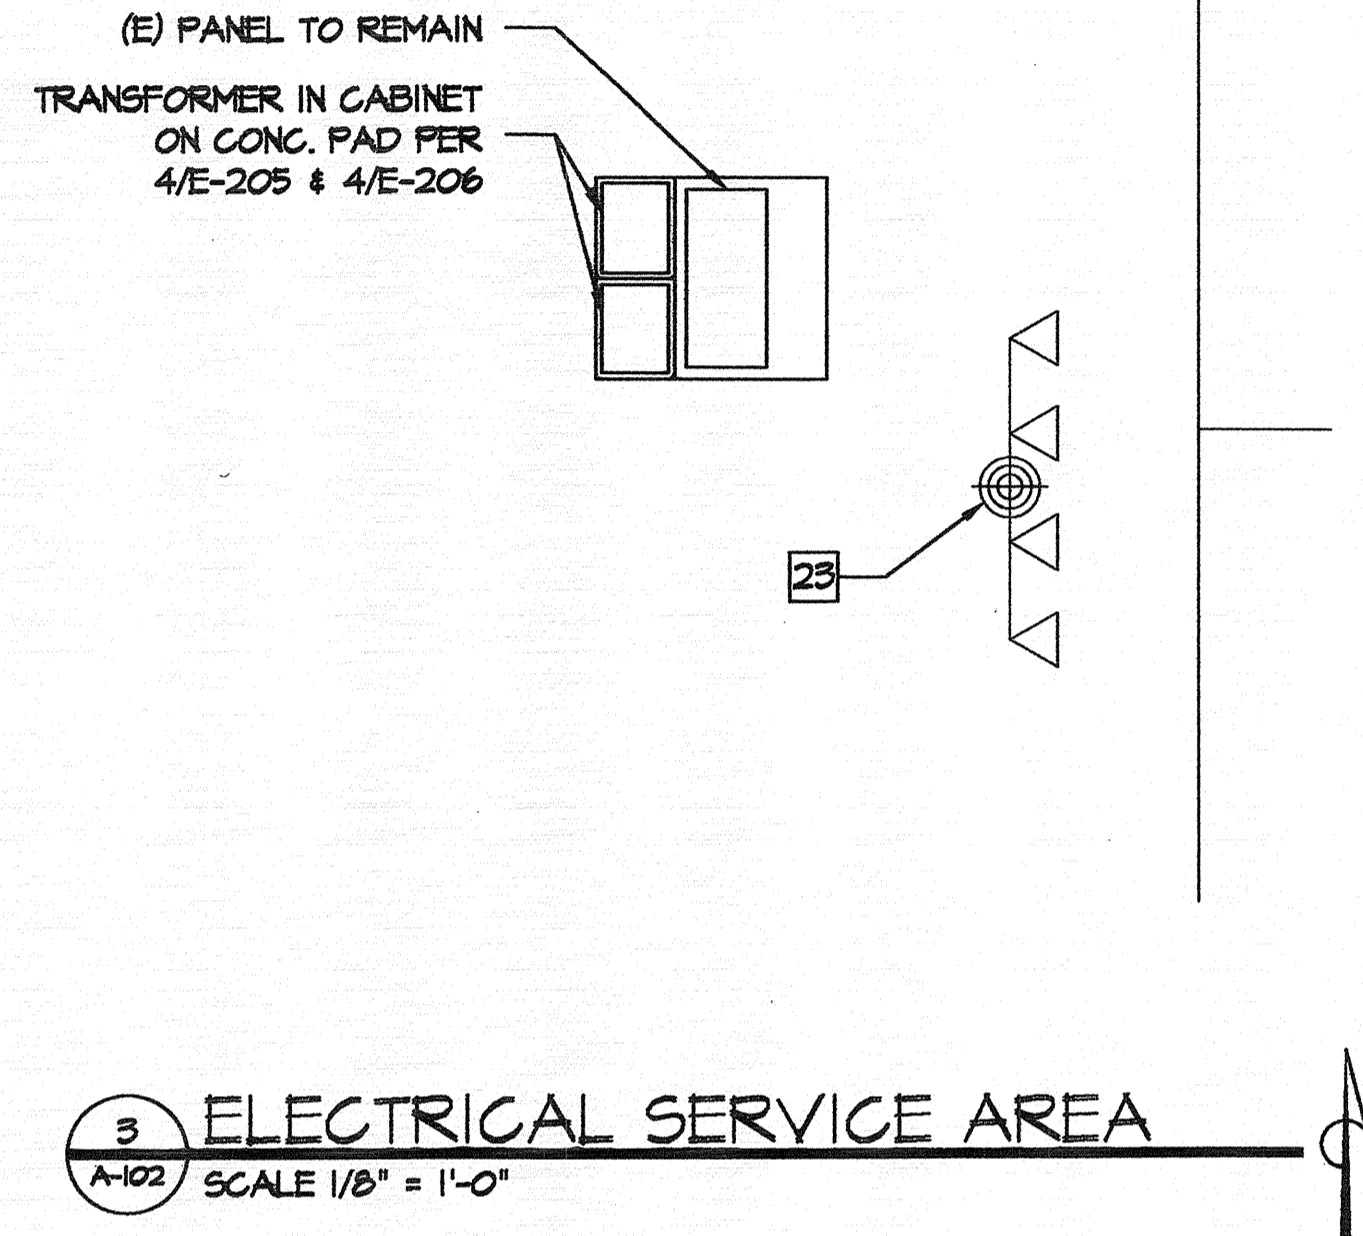 (E) PANEL TO REMAIN
TRANSFORMER IN CABINET
ON CONC. PAD PER
4/E-205 & 4/E-206
23
3
A-102
ELECTRICAL SERVICE AREA
SCALE 1/8" = 1'-0"